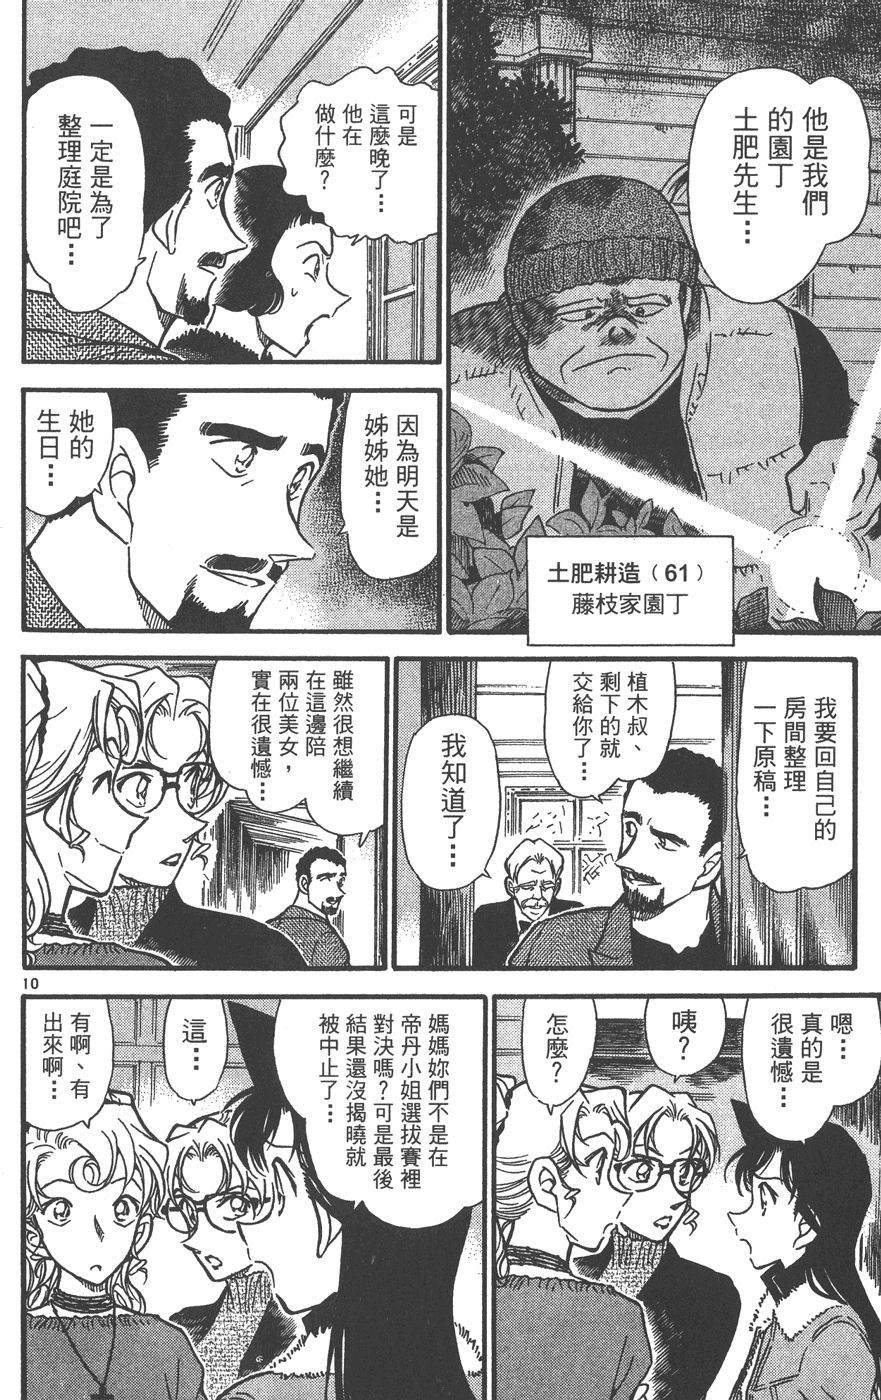 他是我們
的園丁
土肥先生…
土肥耕造（61）
藤枝家園丁
可是
這麼晚了…
他在
做什麼？
一定是為了
整理庭院吧…
因為明天是
姊姊她…
她的
生日…
我要回自己的
房間整理
一下原稿…
植木叔、
剩下的就
交給你了…
我知
道了…
雖然很想繼續
在這邊陪
兩位美女，
實在很遺憾…
10
嗯…
真的是
很遺憾…
咦？
怎麼？
媽媽妳們不是在
帝丹小姐選拔賽裡
對決嗎？可是最後
結果還沒揭曉就
被中止了…
這…
有啊、有
出來啊…